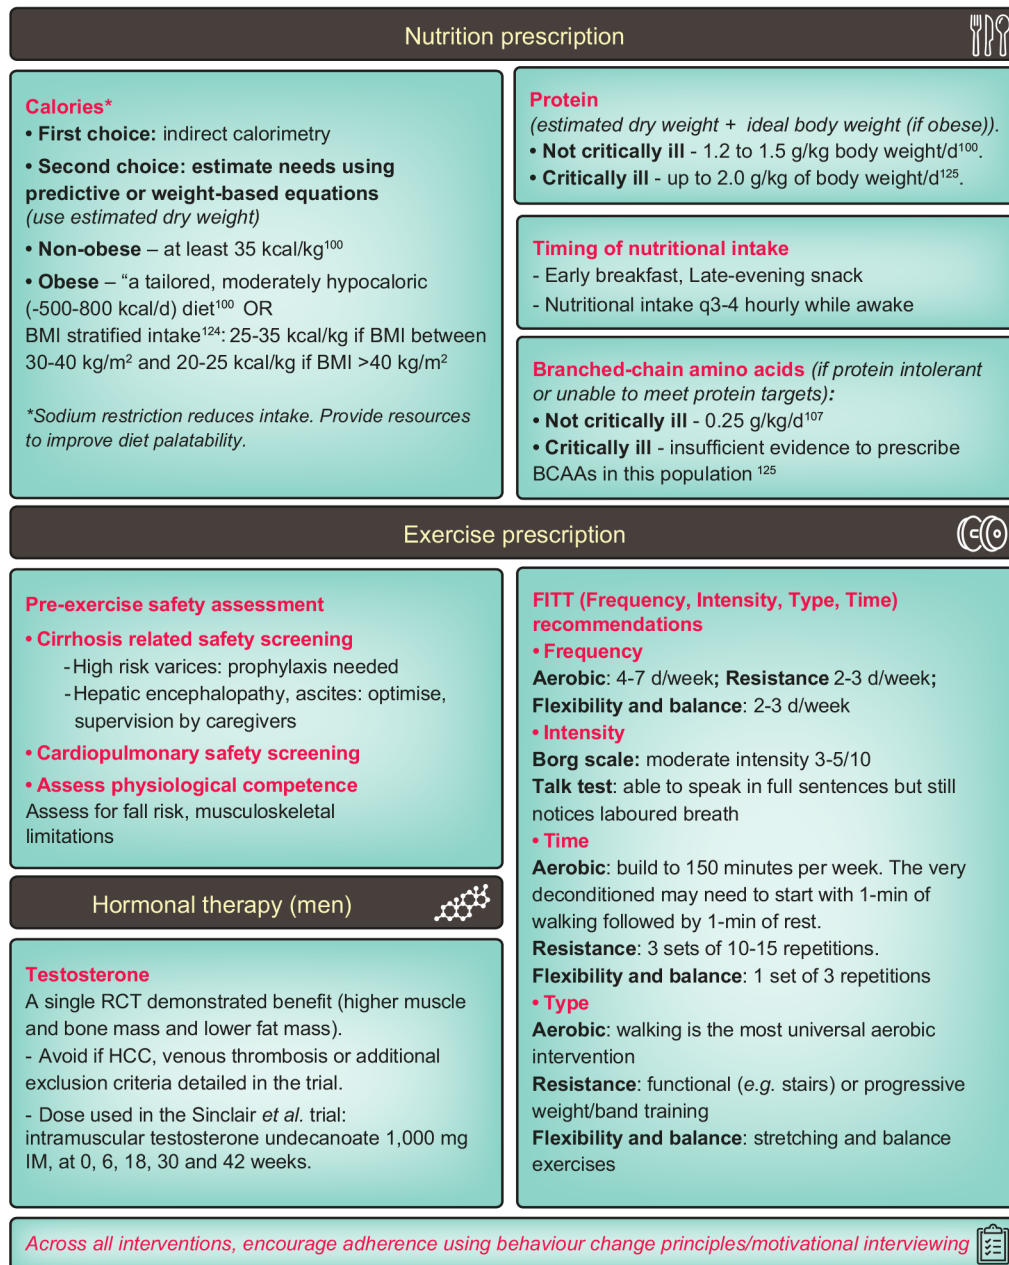 Nutrition prescription
Calories*
• First choice: indirect calorimetry
• Second choice: estimate needs using
predictive or weight-based equations
(use estimated dry weight)
• Non-obese – at least 35 kcal/kg¹⁰⁰
• Obese – “a tailored, moderately hypocaloric
(-500-800 kcal/d) diet¹⁰⁰ OR
BMI stratified intake¹²⁴: 25-35 kcal/kg if BMI between
30-40 kg/m² and 20-25 kcal/kg if BMI >40 kg/m²
*Sodium restriction reduces intake. Provide resources
to improve diet palatability.
Protein
(estimated dry weight + ideal body weight (if obese)).
• Not critically ill - 1.2 to 1.5 g/kg body weight/d¹⁰⁰.
• Critically ill - up to 2.0 g/kg of body weight/d¹²⁵.
Timing of nutritional intake
- Early breakfast, Late-evening snack
- Nutritional intake q3-4 hourly while awake
Branched-chain amino acids (if protein intolerant
or unable to meet protein targets):
• Not critically ill - 0.25 g/kg/d¹⁰⁷
• Critically ill - insufficient evidence to prescribe
BCAAs in this population ¹²⁵
Exercise prescription
Pre-exercise safety assessment
• Cirrhosis related safety screening
- High risk varices: prophylaxis needed
- Hepatic encephalopathy, ascites: optimise,
supervision by caregivers
• Cardiopulmonary safety screening
• Assess physiological competence
Assess for fall risk, musculoskeletal
limitations
Hormonal therapy (men)
Testosterone
A single RCT demonstrated benefit (higher muscle
and bone mass and lower fat mass).
- Avoid if HCC, venous thrombosis or additional
exclusion criteria detailed in the trial.
- Dose used in the Sinclair et al. trial:
intramuscular testosterone undecanoate 1,000 mg
IM, at 0, 6, 18, 30 and 42 weeks.
FITT (Frequency, Intensity, Type, Time)
recommendations
• Frequency
Aerobic: 4-7 d/week; Resistance 2-3 d/week;
Flexibility and balance: 2-3 d/week
• Intensity
Borg scale: moderate intensity 3-5/10
Talk test: able to speak in full sentences but still
notices laboured breath
• Time
Aerobic: build to 150 minutes per week. The very
deconditioned may need to start with 1-min of
walking followed by 1-min of rest.
Resistance: 3 sets of 10-15 repetitions.
Flexibility and balance: 1 set of 3 repetitions
• Type
Aerobic: walking is the most universal aerobic
intervention
Resistance: functional (e.g. stairs) or progressive
weight/band training
Flexibility and balance: stretching and balance
exercises
Across all interventions, encourage adherence using behaviour change principles/motivational interviewing